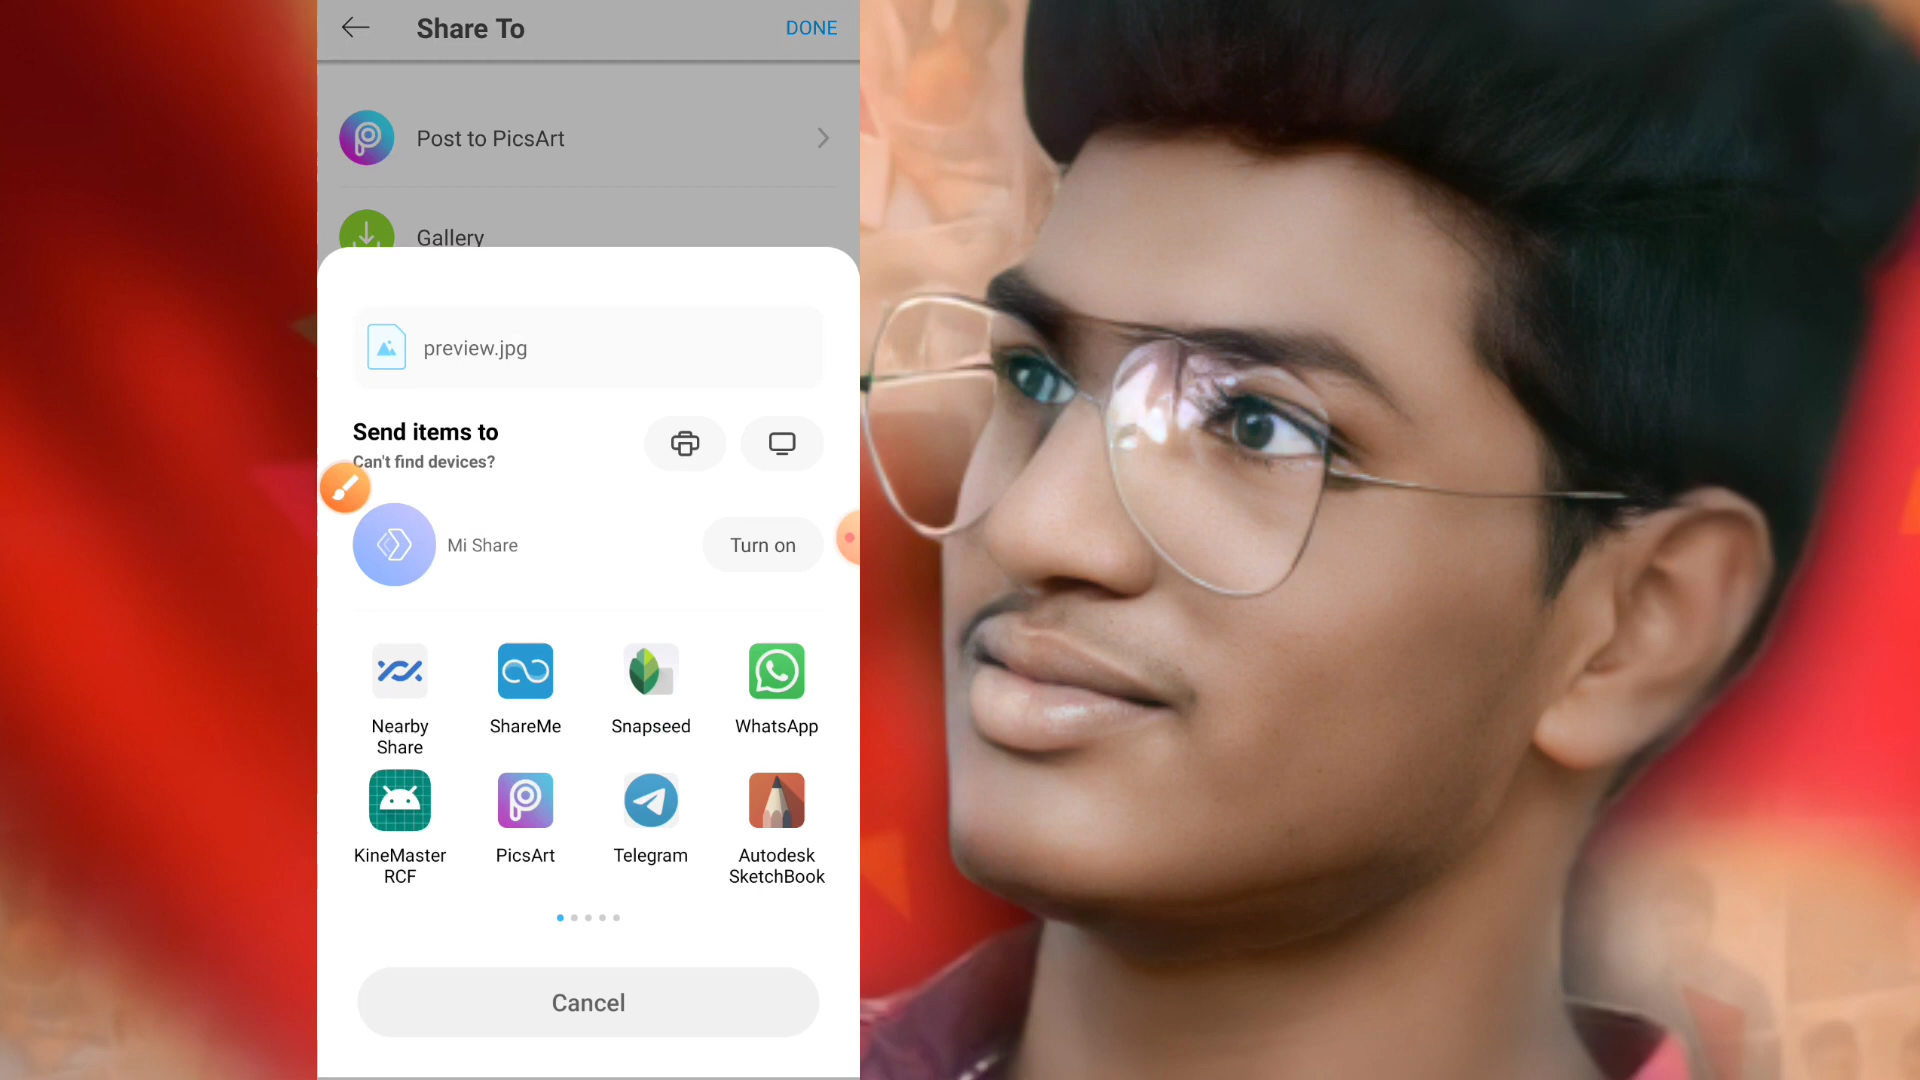 Share To
DONE
Post to PicsArt
Gallery
preview.jpg
Send items to
Can't find devices?
Mi Share
Turn on
Nearby
Share
ShareMe
Snapseed
WhatsApp
KineMaster
RCF
PicsArt
Telegram
Autodesk
SketchBook
Cancel